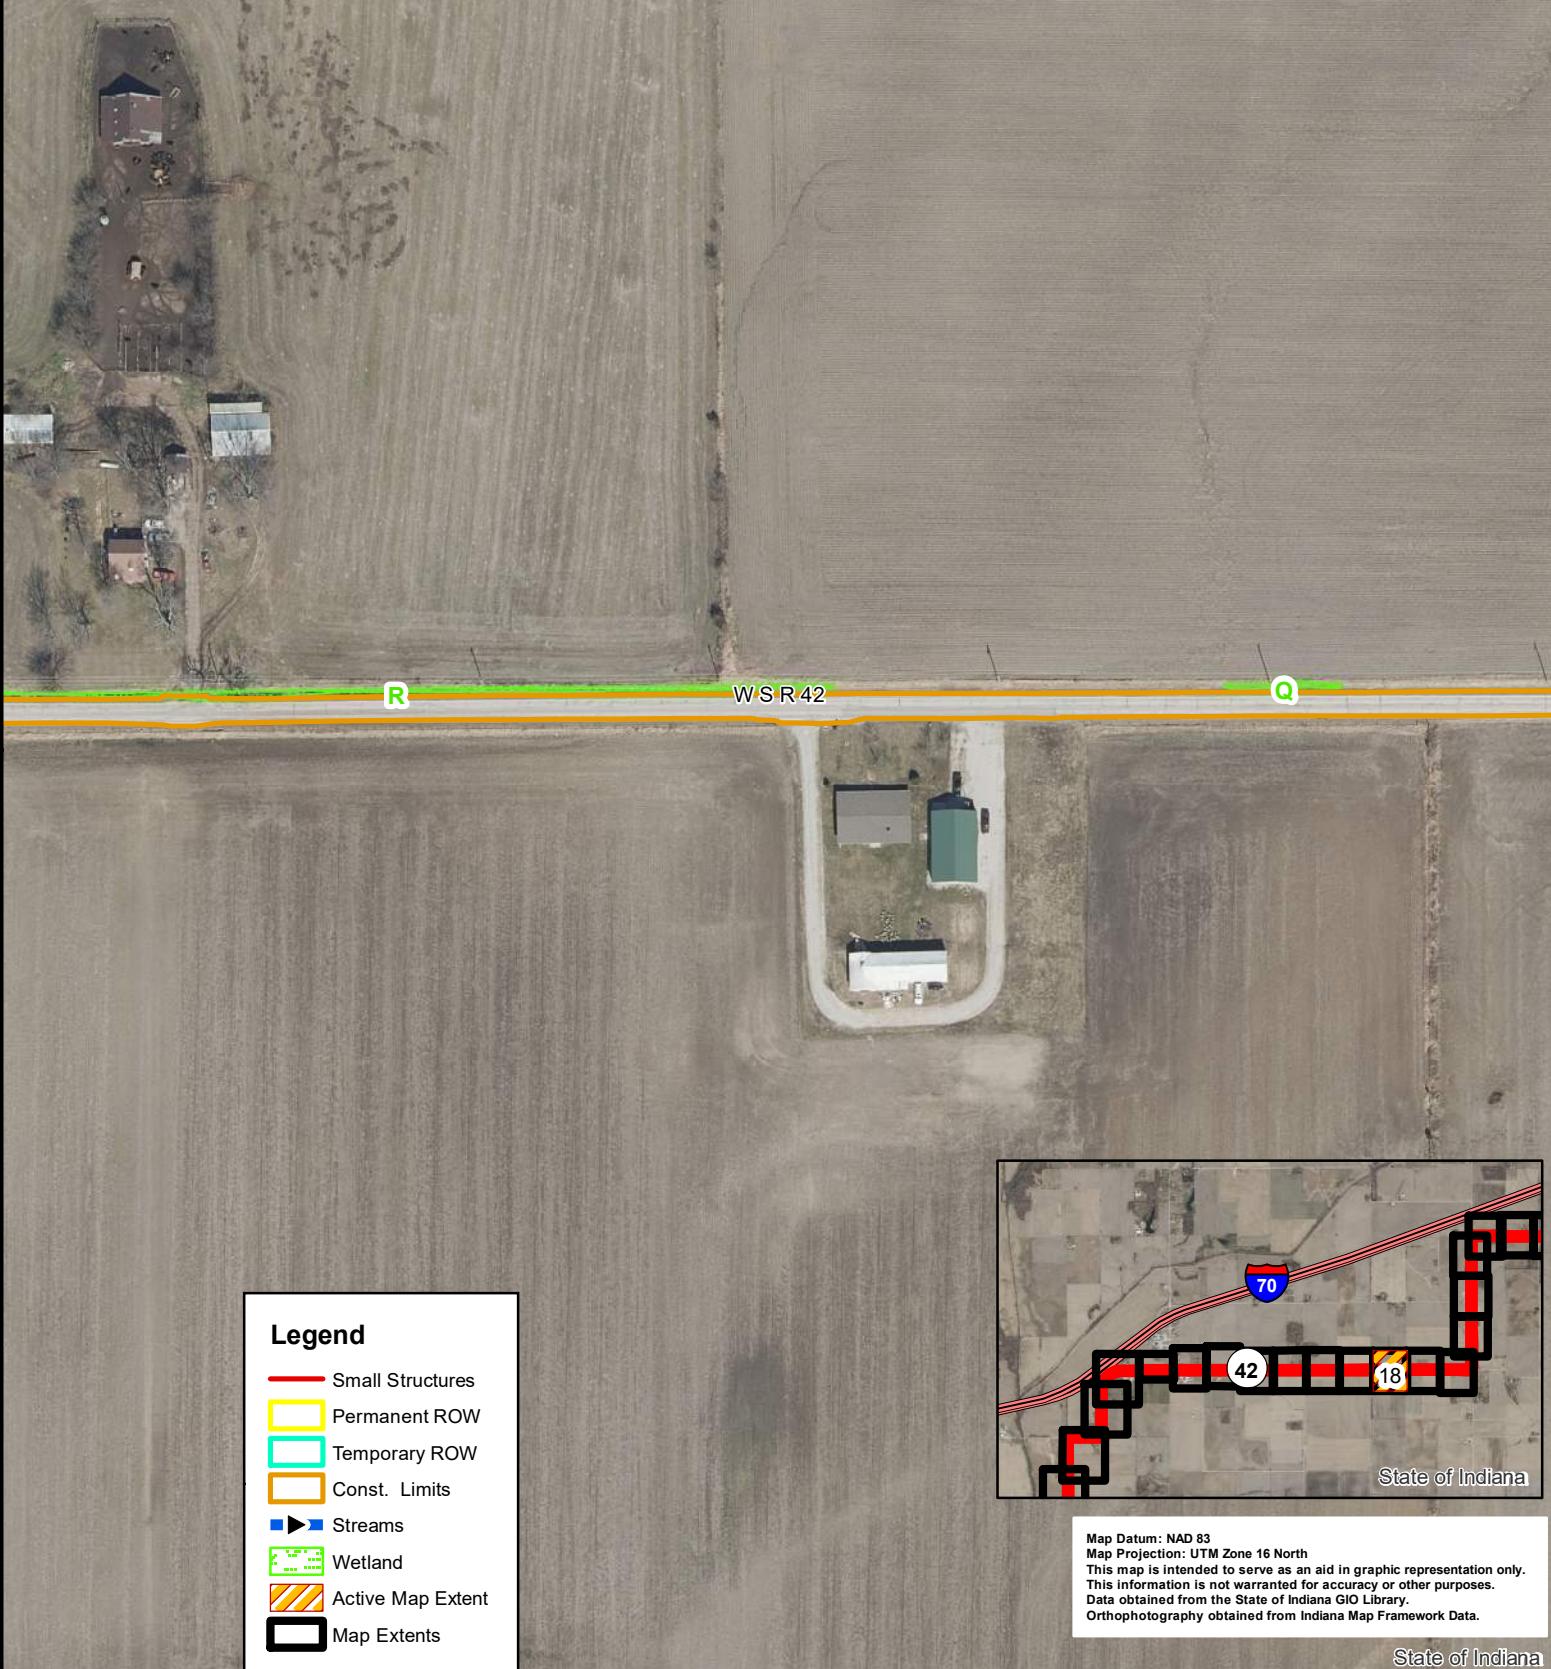 R
W S R 42
Q
Legend
Small Structures
Permanent ROW
Temporary ROW
Const. Limits
Streams
Wetland
Active Map Extent
Map Extents
70
42
18
State of Indiana
Map Datum: NAD 83
Map Projection: UTM Zone 16 North
This map is intended to serve as an aid in graphic representation only.
This information is not warranted for accuracy or other purposes.
Data obtained from the State of Indiana GIO Library.
Orthophotography obtained from Indiana Map Framework Data.
State of Indiana